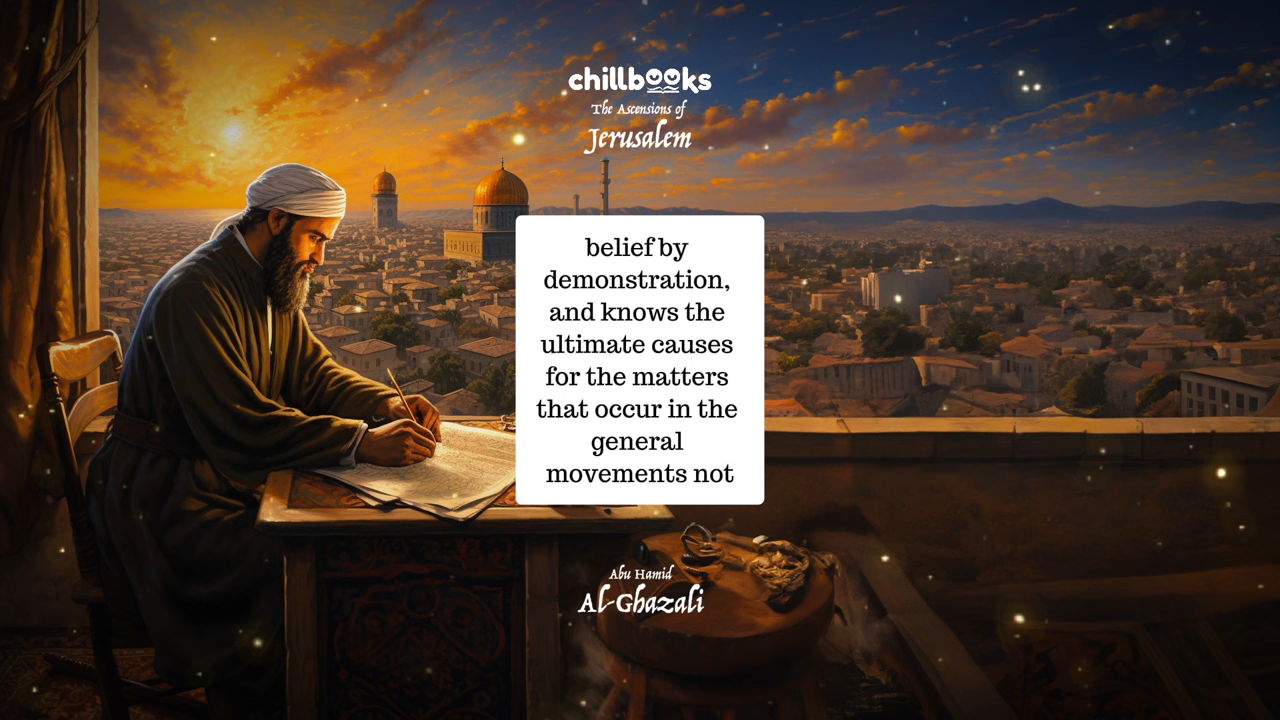 chillbooks
The Ascensions of
Jerusalem
belief by
demonstration,
and knows the
ultimate causes
for the matters
that occur in the
general
movements not
Abu Hamid
Al-Ghazali